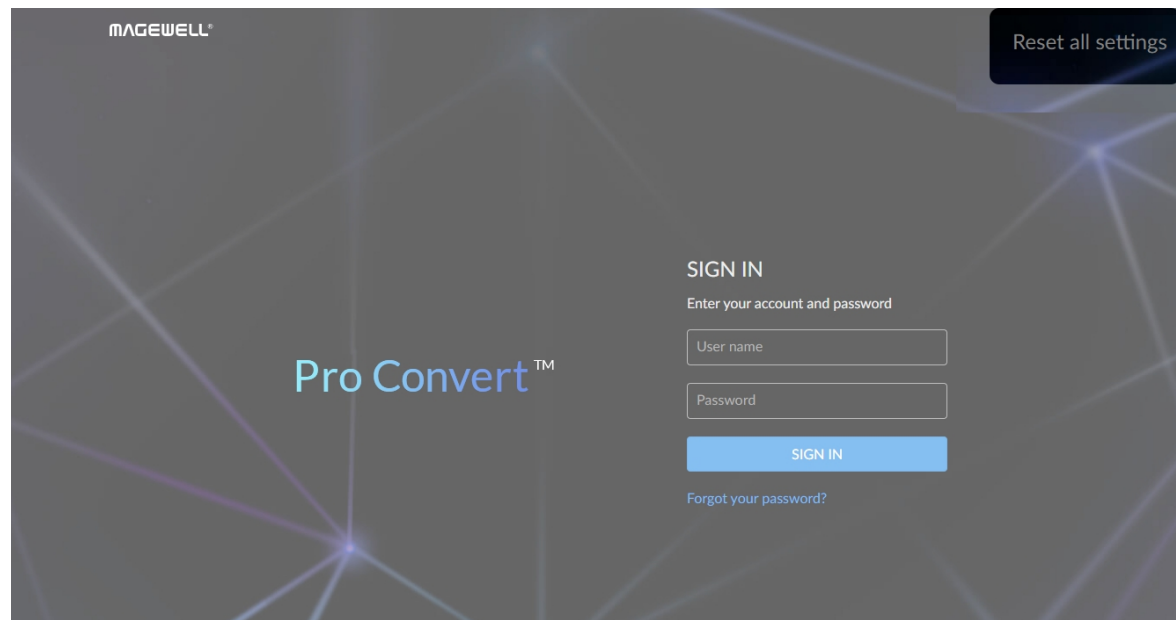 MAGEWELL®
Reset all settings
SIGN IN
Enter your account and password
User name
Pro Convert™
Password
SIGN IN
Forgot your password?